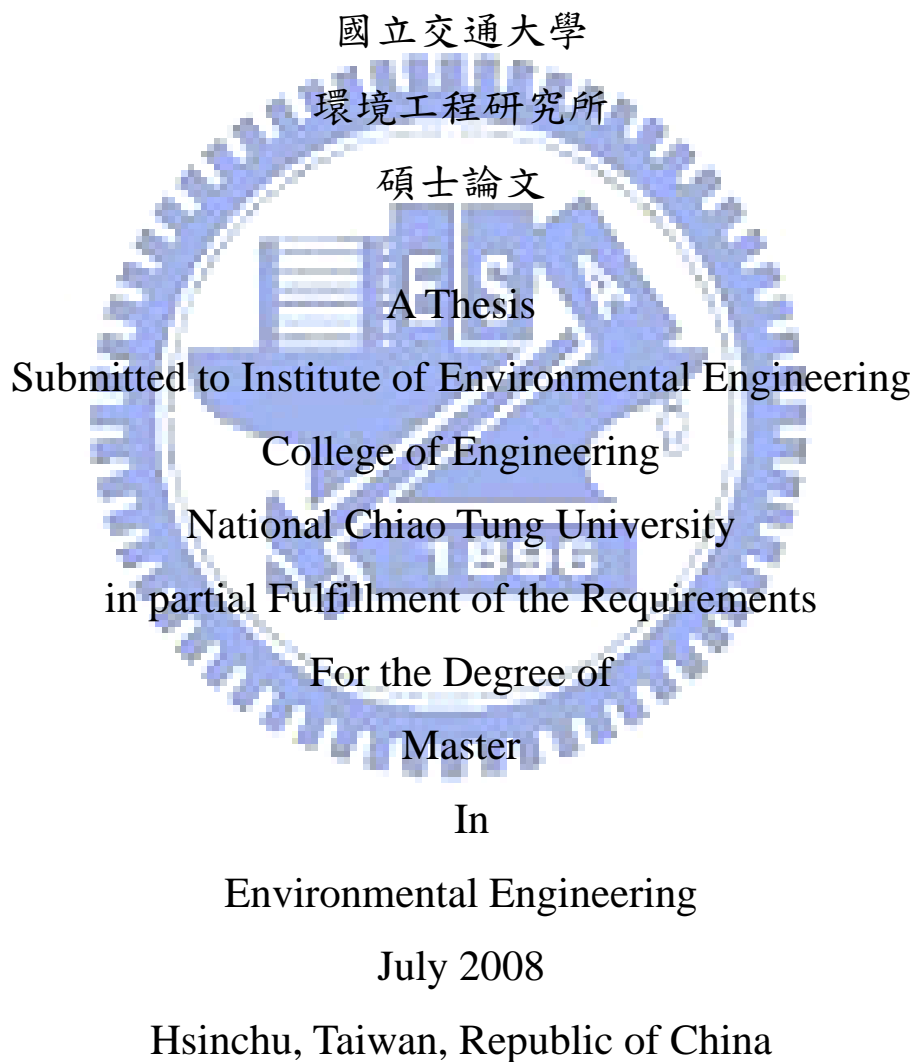 國立交通大學
環境工程研究所
碩士論文
A Thesis
Submitted to Institute of Environmental Engineering
College of Engineering
National Chiao Tung University
in partial Fulfillment of the Requirements
For the Degree of
Master
In
Environmental Engineering
July 2008
Hsinchu, Taiwan, Republic of China
E S A
1896